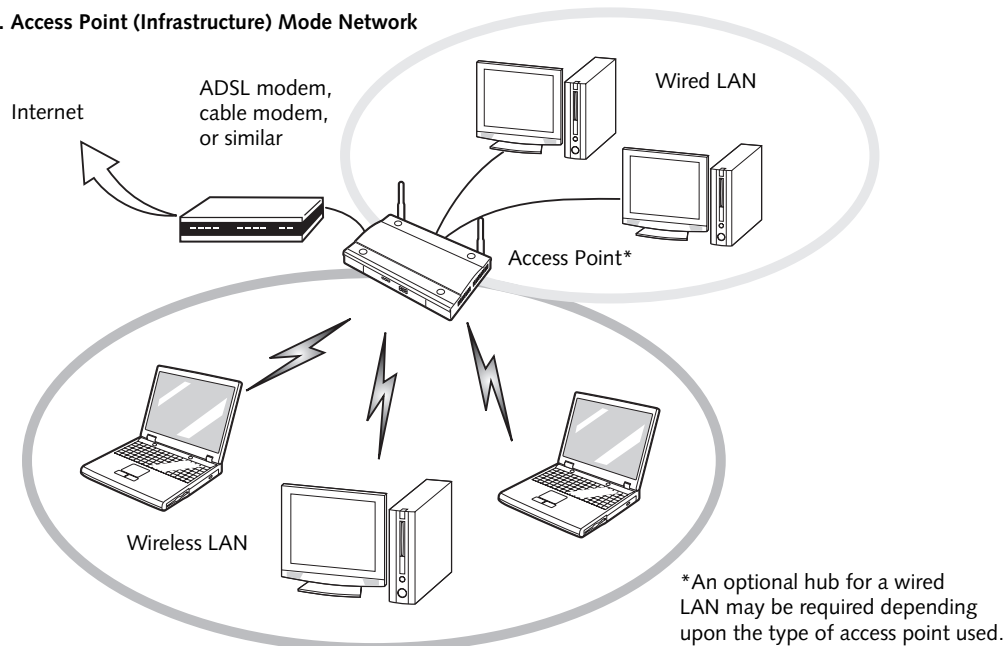 . Access Point (Infrastructure) Mode Network
ADSL modem,
cable modem,
or similar
Internet
Wired LAN
Access Point*
Wireless LAN
*An optional hub for a wired
LAN may be required depending
upon the type of access point used.